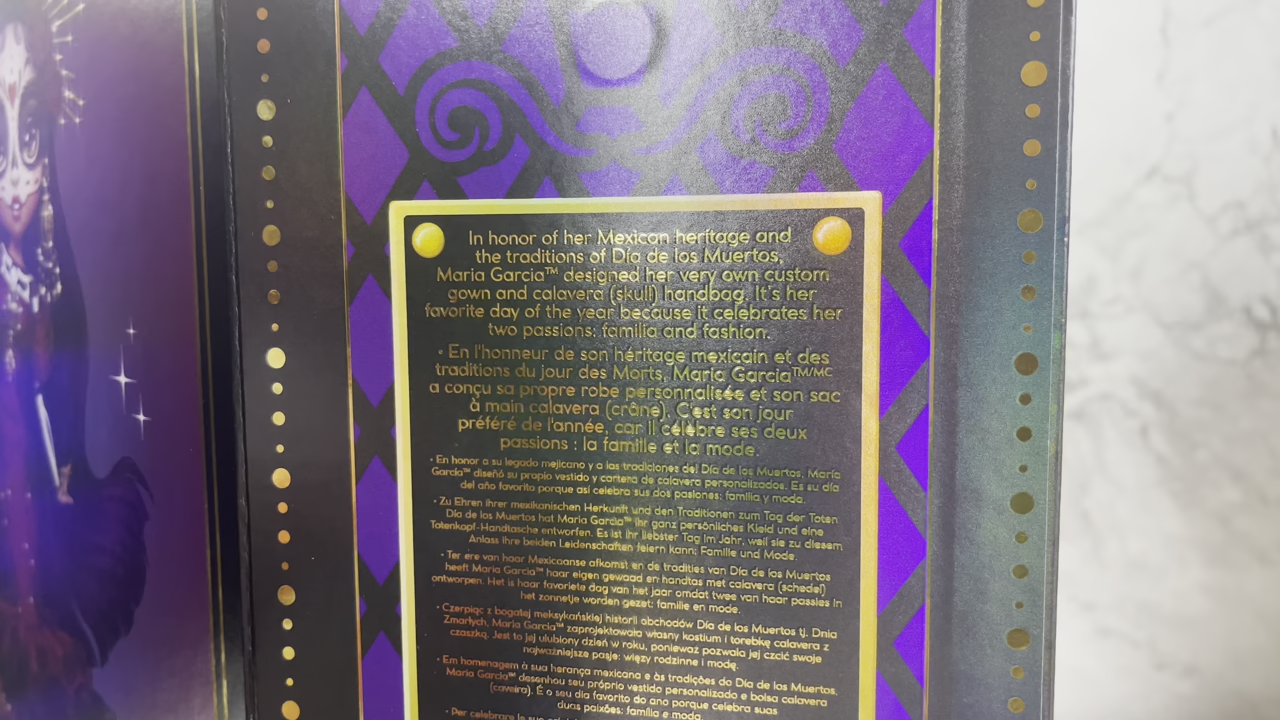 In honor of her Mexican heritage and
the traditions of Día de los Muertos,
Maria Garcia™ designed her very own custom
gown and calavera (skull) handbag. It's her
favorite day of the year because it celebrates her
two passions: familia and fashion.
• En l'honneur de son héritage mexicain et des
traditions du jour des Morts, Maria Garcia™/MC
a conçu sa propre robe personnalisée et son sac
à main calavera (crâne). C'est son jour
préféré de l'année, car il célèbre ses deux
passions : la famille et la mode.
• En honor a su legado mejicano y a las tradiciones del Día de los Muertos, María
Garcia™ diseñó su propio vestido y cartera de calavera personalizados. Es su día
del año favorito porque así celebra sus dos pasiones: familia y moda.
• Zu Ehren ihrer mexikanischen Herkunft und den Traditionen zum Tag der Toten
Día de los Muertos hat Maria Garcia™ ihr ganz persönliches Kleid und eine
Totenkopf-Handtasche entworfen. Es ist ihr liebster Tag im Jahr, weil sie zu diesem
Anlass ihre beiden Leidenschaften feiern kann: Familie und Mode.
• Ter ere van haar Mexicaanse afkomst en de tradities van Día de los Muertos
heeft Maria Garcia™ haar eigen gewaad en handtas met calavera (schedel)
ontworpen. Het is haar favoriete dag van het jaar omdat twee van haar passies in
het zonnetje worden gezet: familie en mode.
• Czerpiąc z bogatej meksykańskiej historii obchodów Día de los Muertos tj. Dnia
Zmarłych, Maria Garcia™ zaprojektowała własny kostium i torebkę calavera z
czaszką. Jest to jej ulubiony dzień w roku, ponieważ pozwala jej czcić swoje
najważniejsze pasje: więzy rodzinne i modę.
• Em homenagem à sua herança mexicana e às tradições do Día de los Muertos,
Maria Garcia™ desenhou seu próprio vestido personalizado e bolsa calavera
(caveira). É o seu dia favorito do ano porque celebra suas
duas paixões: família e moda.
• Per celebrare le sue